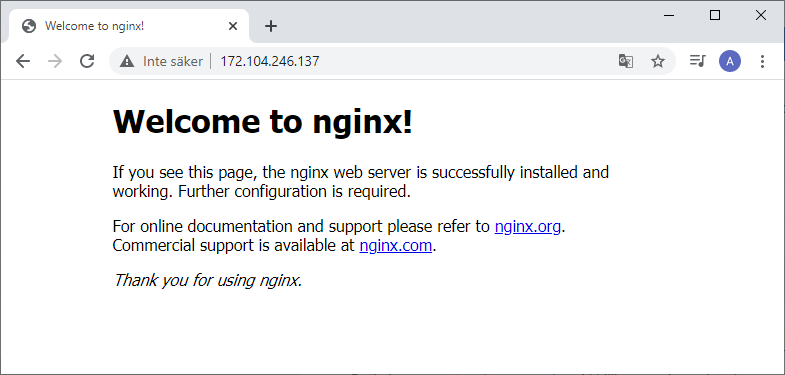 Welcome to nginx!
Inte säker
172.104.246.137
A
Welcome to nginx!
If you see this page, the nginx web server is successfully installed and
working. Further configuration is required.
For online documentation and support please refer to nginx.org.
Commercial support is available at nginx.com.
Thank you for using nginx.